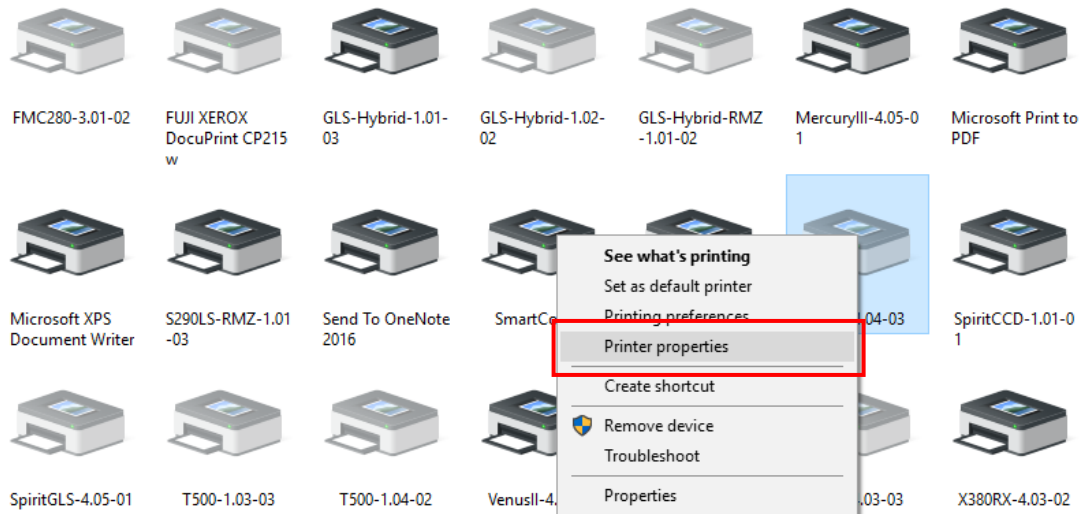 FMC280-3.01-02
FUJI XEROX
DocuPrint CP215
w
GLS-Hybrid-1.01-
03
GLS-Hybrid-1.02-
02
GLS-Hybrid-RMZ
-1.01-02
MercuryIII-4.05-0
1
Microsoft Print to
PDF
Microsoft XPS
Document Writer
S290LS-RMZ-1.01
-03
Send To OneNote
2016
SmartCo
.04-03
SpiritCCD-1.01-0
1
See what's printing
Set as default printer
Printing preferences
Printer properties
Create shortcut
Remove device
Troubleshoot
Properties
SpiritGLS-4.05-01
T500-1.03-03
T500-1.04-02
VenusII-4.
.03-03
X380RX-4.03-02